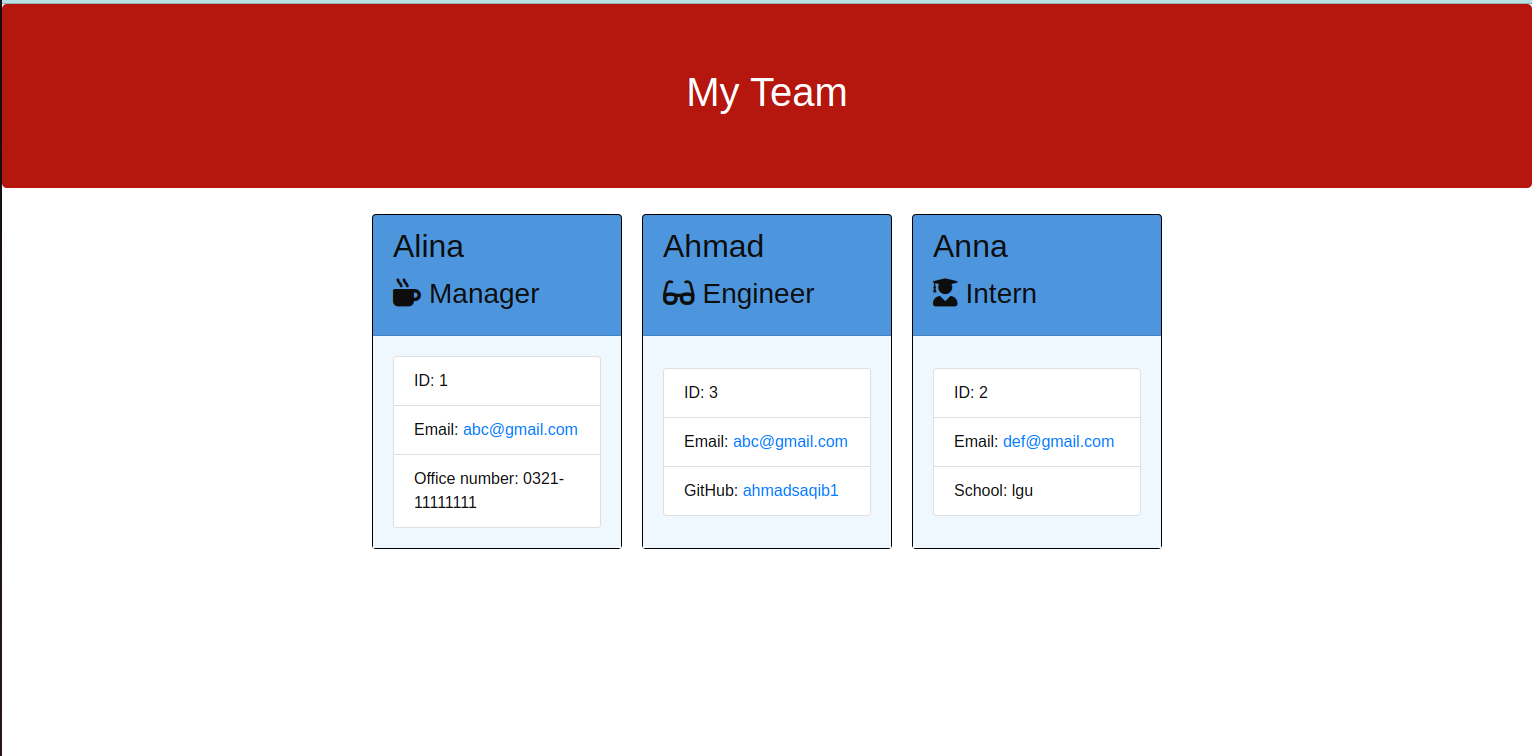 My Team
Alina
Manager
ID: 1
Email: abc@gmail.com
Office number: 0321-
11111111
Ahmad
Engineer
ID: 3
Email: abc@gmail.com
GitHub: ahmadsaqib1
Anna
Intern
ID: 2
Email: def@gmail.com
School: lgu